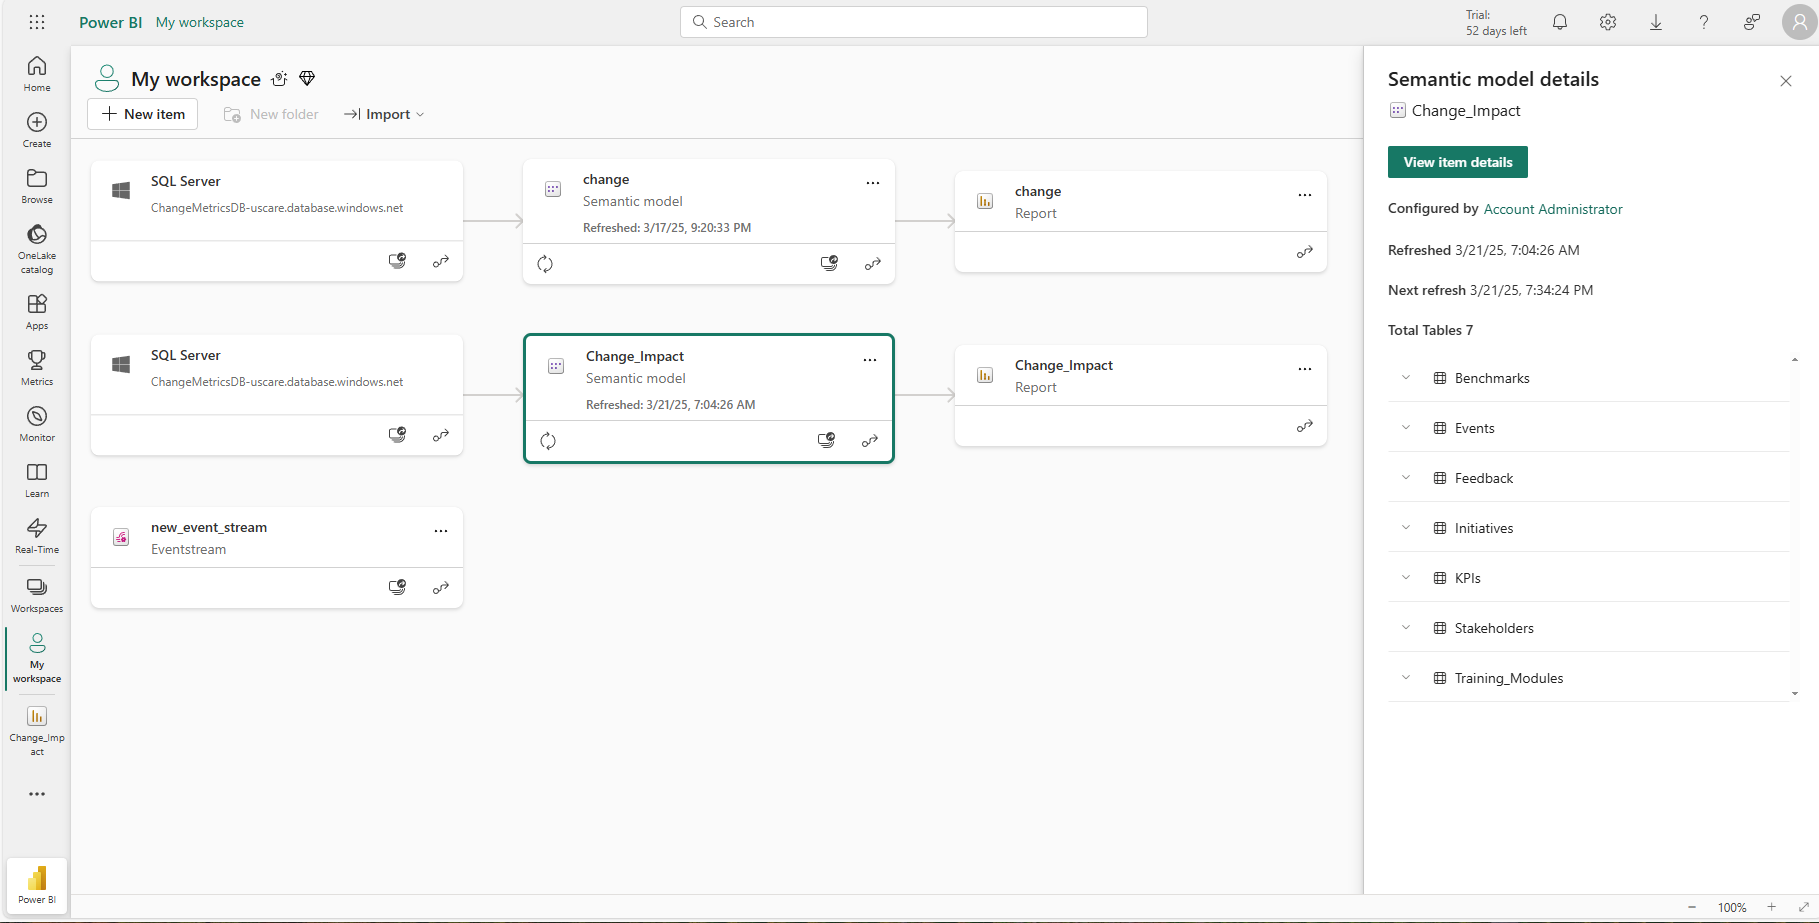 Power BI
My workspace
Search
Trial:
52 days left
Home
Create
Browse
OneLake
catalog
Apps
Metrics
Monitor
Learn
Real-Time
Workspaces
My
workspace
Change_Imp
act
Power BI
My workspace
New item
New folder
Import
SQL Server
ChangeMetricsDB-uscare.database.windows.net
change
Semantic model
Refreshed: 3/17/25, 9:20:33 PM
change
Report
SQL Server
ChangeMetricsDB-uscare.database.windows.net
Change_Impact
Semantic model
Refreshed: 3/21/25, 7:04:26 AM
Change_Impact
Report
new_event_stream
Eventstream
Semantic model details
Change_Impact
View item details
Configured by Account Administrator
Refreshed 3/21/25, 7:04:26 AM
Next refresh 3/21/25, 7:34:24 PM
Total Tables 7
Benchmarks
Events
Feedback
Initiatives
KPIs
Stakeholders
Training_Modules
100%